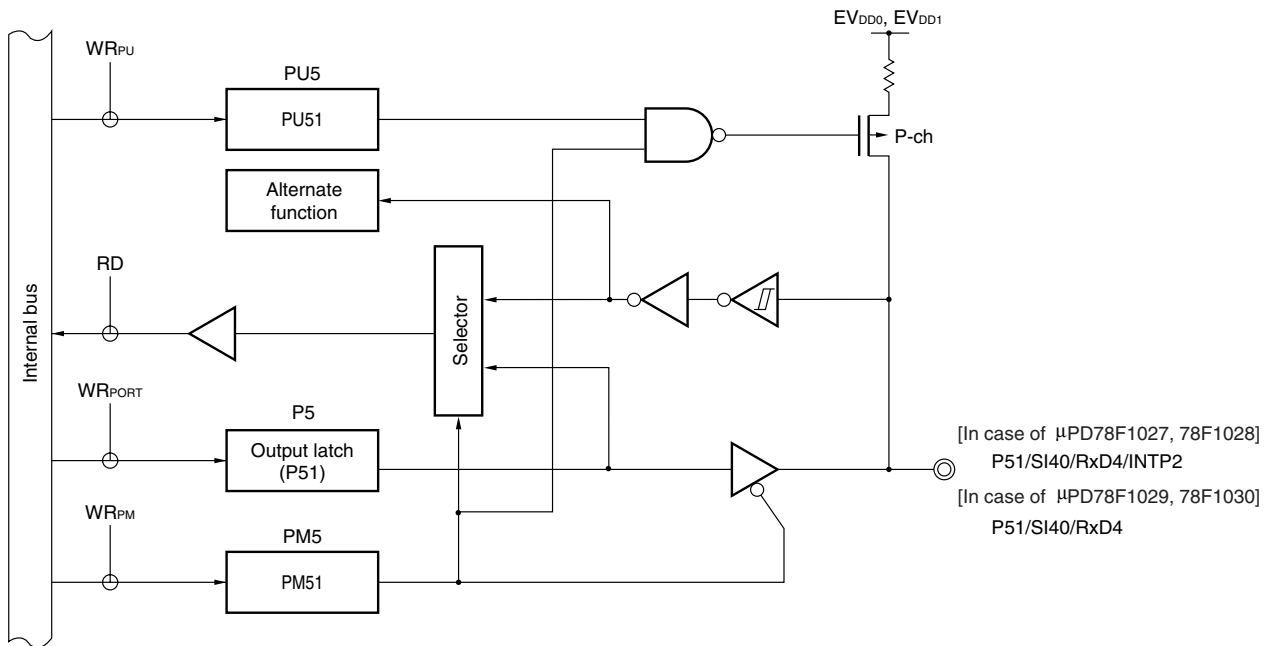 EVDD0, EVDD1
WRPU
PU5
PU51
P-ch
Alternate
function
RD
Selector
Internal bus
WRPORT
P5
Output latch
(P51)
[In case of μPD78F1027, 78F1028]
P51/SI40/RxD4/INTP2
[In case of μPD78F1029, 78F1030]
P51/SI40/RxD4
WRPM
PM5
PM51